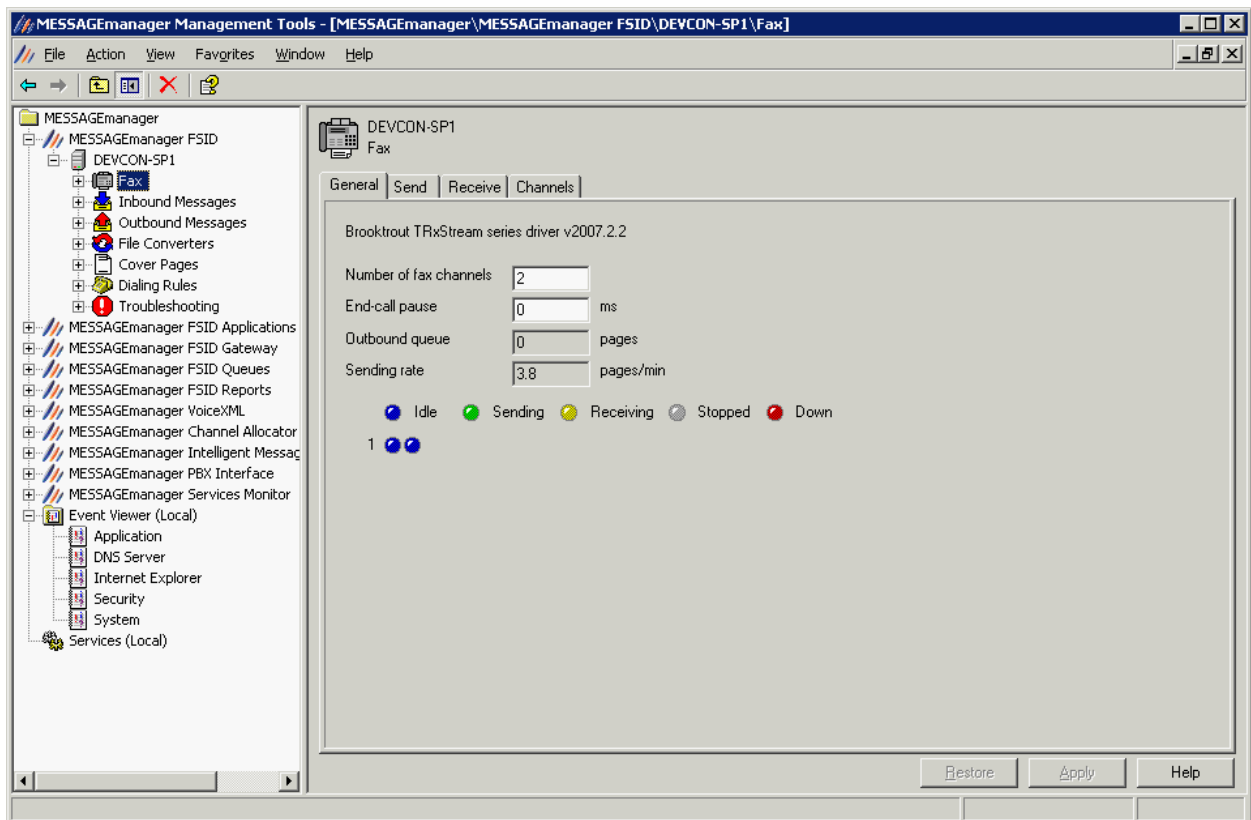 MESSAGEmanager Management Tools - [MESSAGEmanager\MESSAGEmanager FSID\DEVCON-SP1\Fax]
File Action View Favorites Window Help
MESSAGEmanager
MESSAGEmanager FSID
DEVCON-SP1
Fax
Inbound Messages
Outbound Messages
File Converters
Cover Pages
Dialing Rules
Troubleshooting
MESSAGEmanager FSID Applications
MESSAGEmanager FSID Gateway
MESSAGEmanager FSID Queues
MESSAGEmanager FSID Reports
MESSAGEmanager VoiceXML
MESSAGEmanager Channel Allocator
MESSAGEmanager Intelligent Messag
MESSAGEmanager PBX Interface
MESSAGEmanager Services Monitor
Event Viewer (Local)
Application
DNS Server
Internet Explorer
Security
System
Services (Local)
DEVCON-SP1
Fax
General Send Receive Channels
Brooktrout TRxStream series driver v2007.2.2
Number of fax channels 2
End-call pause 0 ms
Outbound queue 0 pages
Sending rate 3.8 pages/min
Idle Sending Receiving Stopped Down
1
Restore Apply Help